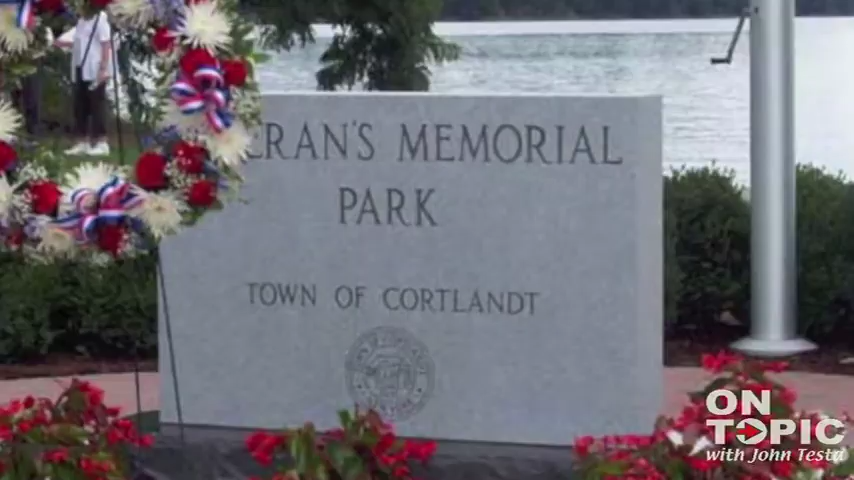 ERAN'S MEMORIAL
PARK
TOWN OF CORTLANDT
ON
TOPIC
with John Testa